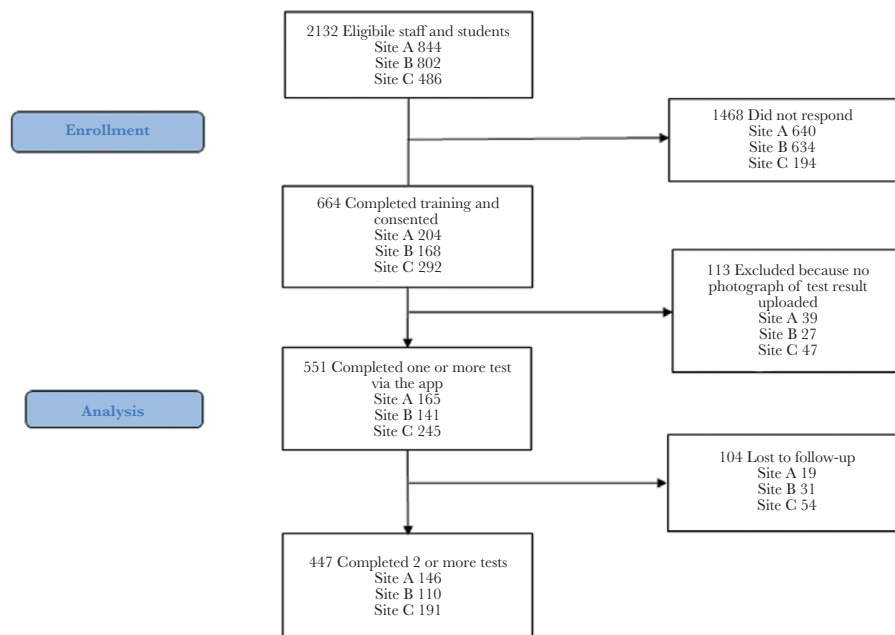 2132 Eligibile staff and students
Site A 844
Site B 802
Site C 486
Enrollment
1468 Did not respond
Site A 640
Site B 634
Site C 194
664 Completed training and
consented
Site A 204
Site B 168
Site C 292
113 Excluded because no
photograph of test result
uploaded
Site A 39
Site B 27
Site C 47
551 Completed one or more test
via the app
Site A 165
Site B 141
Site C 245
Analysis
104 Lost to follow-up
Site A 19
Site B 31
Site C 54
447 Completed 2 or more tests
Site A 146
Site B 110
Site C 191